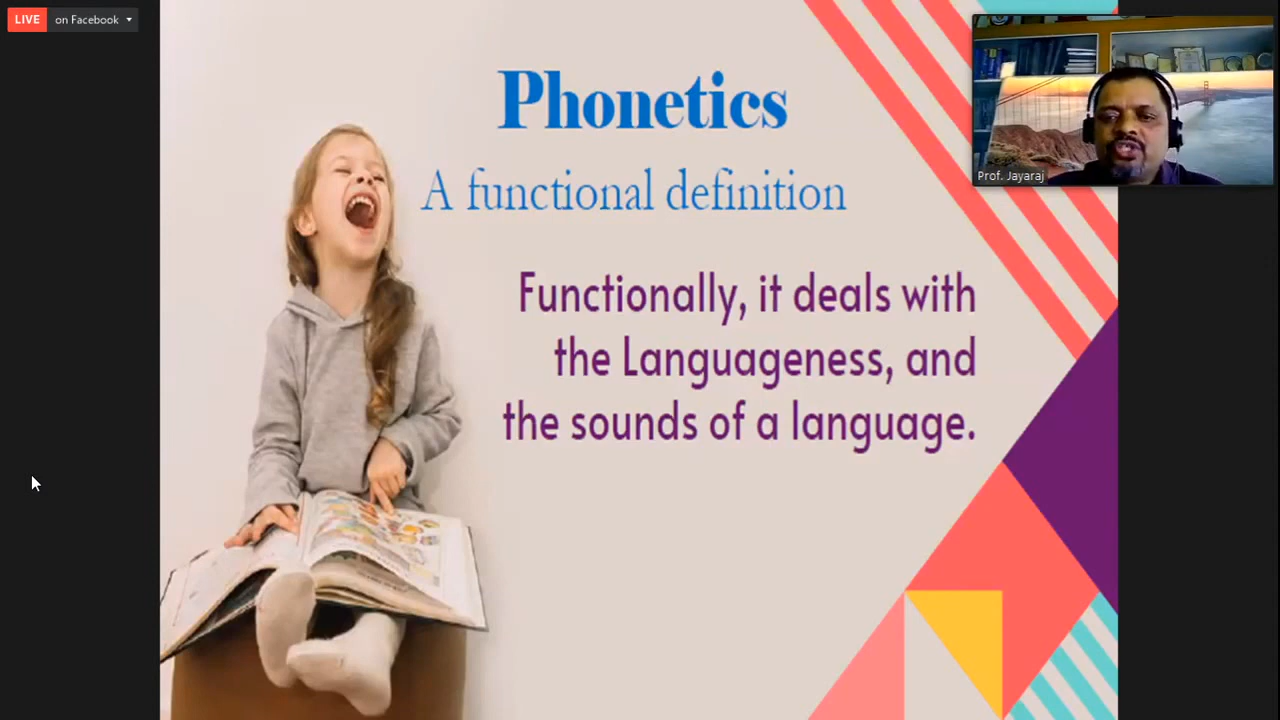 LIVE on Facebook
Phonetics
A functional definition
Functionally, it deals with
the Languageness, and
the sounds of a language.
Prof. Jayaraj